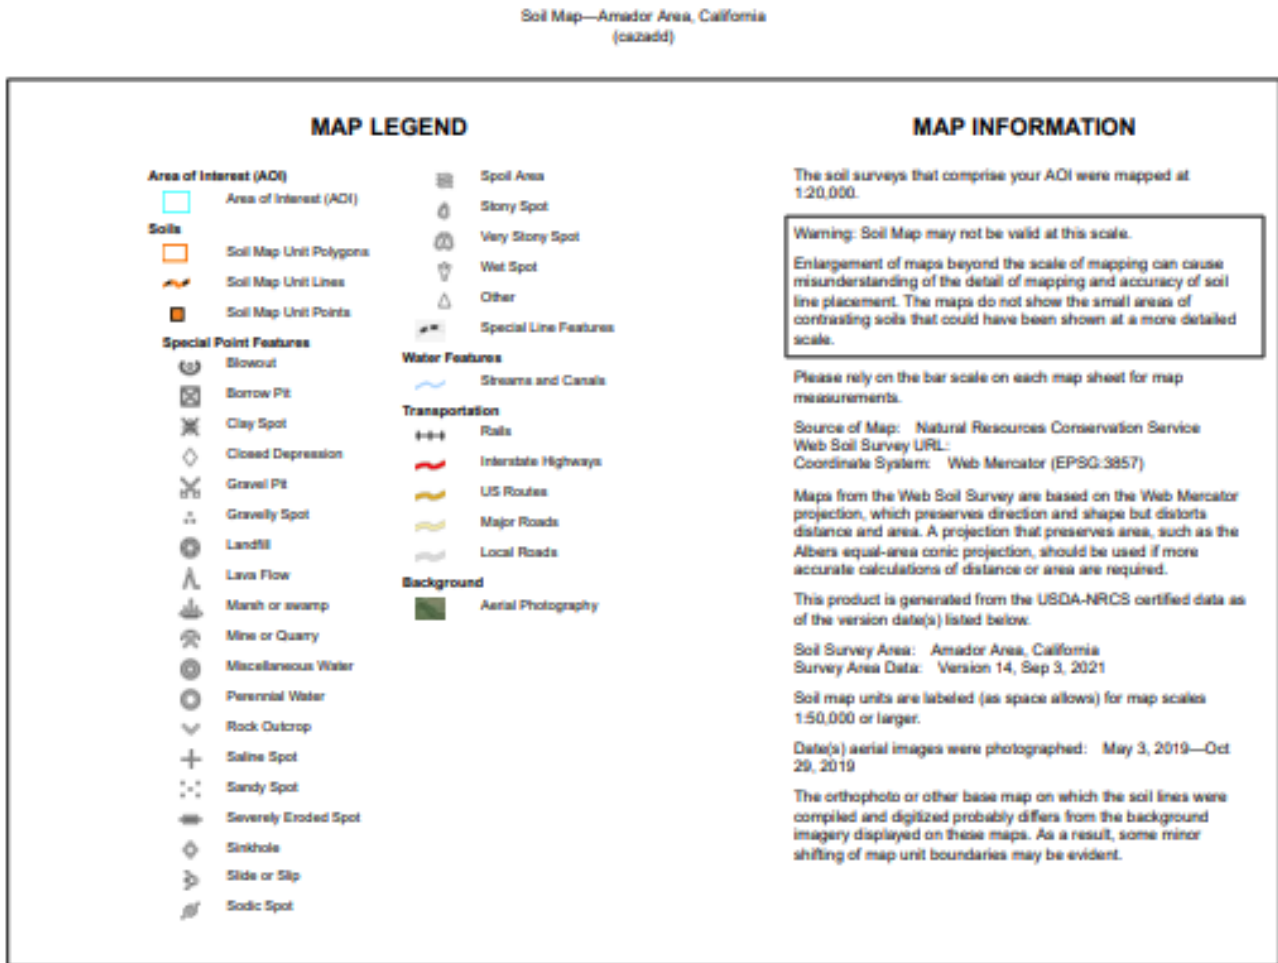 Soil Map—Amador Area, California
(cazadd)
MAP LEGEND
Area of Interest (AOI)
Area of Interest (AOI)
Soils
Soil Map Unit Polygons
Soil Map Unit Lines
Soil Map Unit Points
Special Point Features
Blowout
Borrow Pit
Clay Spot
Closed Depression
Gravel Pit
Gravelly Spot
Landfill
Lava Flow
Marsh or swamp
Mine or Quarry
Miscellaneous Water
Perennial Water
Rock Outcrop
Saline Spot
Sandy Spot
Severely Eroded Spot
Sinkhole
Slide or Slip
Sodic Spot
Spoil Area
Stony Spot
Very Stony Spot
Wet Spot
Other
Special Line Features
Water Features
Streams and Canals
Transportation
Rails
Interstate Highways
US Routes
Major Roads
Local Roads
Background
Aerial Photography
MAP INFORMATION
The soil surveys that comprise your AOI were mapped at
1:20,000.
Warning: Soil Map may not be valid at this scale.
Enlargement of maps beyond the scale of mapping can cause
misunderstanding of the detail of mapping and accuracy of soil
line placement. The maps do not show the small areas of
contrasting soils that could have been shown at a more detailed
scale.
Please rely on the bar scale on each map sheet for map
measurements.
Source of Map: Natural Resources Conservation Service
Web Soil Survey URL:
Coordinate System: Web Mercator (EPSG:3857)
Maps from the Web Soil Survey are based on the Web Mercator
projection, which preserves direction and shape but distorts
distance and area. A projection that preserves area, such as the
Albers equal-area conic projection, should be used if more
accurate calculations of distance or area are required.
This product is generated from the USDA-NRCS certified data as
of the version date(s) listed below.
Soil Survey Area: Amador Area, California
Survey Area Data: Version 14, Sep 3, 2021
Soil map units are labeled (as space allows) for map scales
1:50,000 or larger.
Date(s) aerial images were photographed: May 3, 2019—Oct
29, 2019
The orthophoto or other base map on which the soil lines were
compiled and digitized probably differs from the background
imagery displayed on these maps. As a result, some minor
shifting of map unit boundaries may be evident.